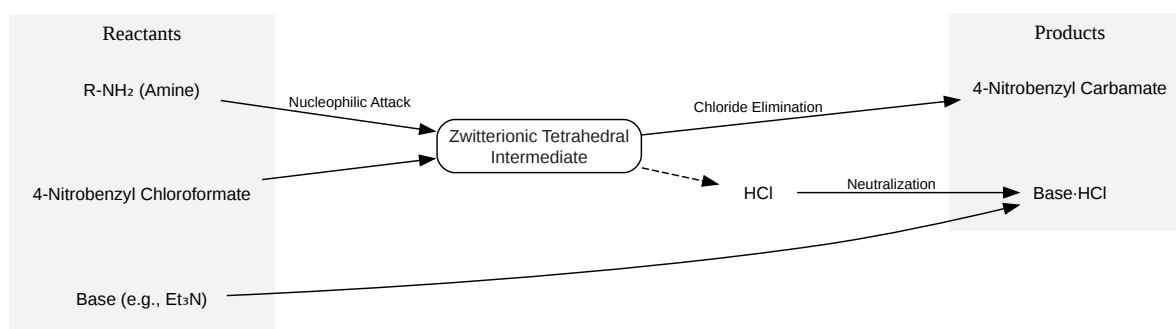 Reactants
Products
R-NH₂ (Amine)
4-Nitrobenzyl Carbamate
Nucleophilic Attack
Chloride Elimination
Zwitterionic Tetrahedral
Intermediate
4-Nitrobenzyl Chloroformate
HCl
Neutralization
Base·HCl
Base (e.g., Et₃N)